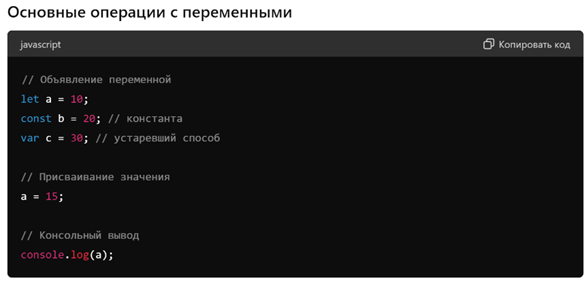 Основные операции с переменными
javascript
Копировать код
// Объявление переменной
let a = 10;
const b = 20; // константа
var c = 30; // устаревший способ
// Присваивание значения
a = 15;
// Консольный вывод
console.log(a);